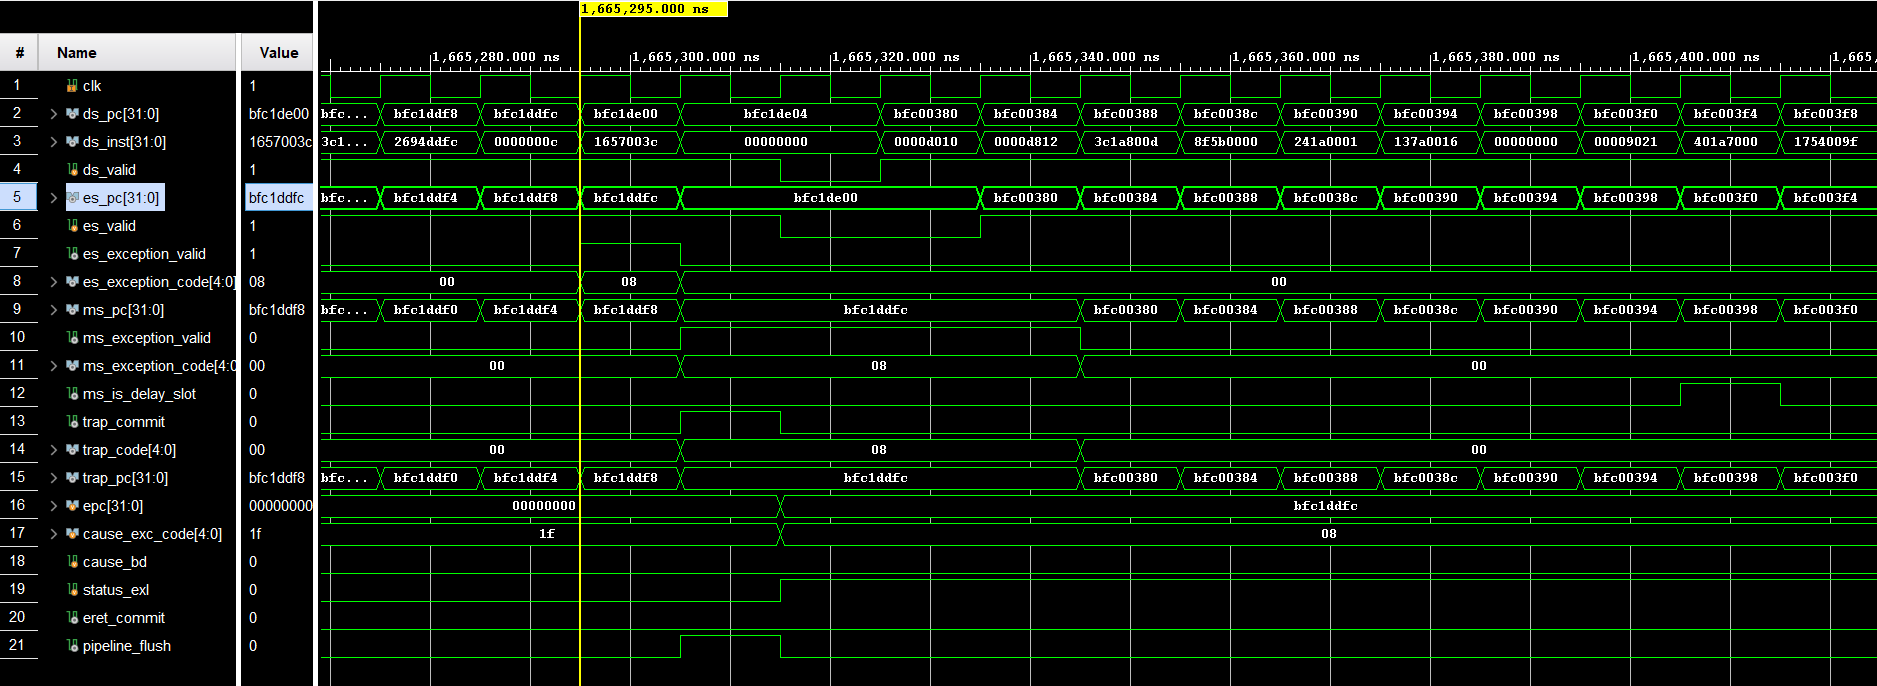 1,665,295.000 ns
# Name Value
1,665,280.000 ns 1,665,300.000 ns 1,665,320.000 ns 1,665,340.000 ns 1,665,360.000 ns 1,665,380.000 ns 1,665,400.000 ns 1,665,
1 clk 1
2 ds_pc[31:0] bfc1de00 bfc... bfc1ddf8 bfc1ddfc bfc1de00 bfc1de04 bfc00380 bfc00384 bfc00388 bfc0038c bfc00390 bfc00394 bfc00398 bfc003f0 bfc003f4 bfc003f8
3 ds_inst[31:0] 1657003c 3c1... 2694ddfc 0000000c 1657003c 00000000 0000d010 0000d812 3c1a800d 8f5b0000 241a0001 137a0016 00000000 00009021 401a7000 1754009f
4 ds_valid 1
5 es_pc[31:0] bfc1ddfc bfc... bfc1ddf4 bfc1ddf8 bfc1ddfc bfc1de00 bfc00380 bfc00384 bfc00388 bfc0038c bfc00390 bfc00394 bfc00398 bfc003f0 bfc003f4
6 es_valid 1
7 es_exception_valid 1
8 es_exception_code[4:0] 08 00 08 00
9 ms_pc[31:0] bfc1ddf8 bfc... bfc1ddf0 bfc1ddf4 bfc1ddf8 bfc1ddfc bfc00380 bfc00384 bfc00388 bfc0038c bfc00390 bfc00394 bfc00398 bfc003f0
10 ms_exception_valid 0
11 ms_exception_code[4:0 00 00 08 00
12 ms_is_delay_slot 0
13 trap_commit 0
14 trap_code[4:0] 00 00 08 00
15 trap_pc[31:0] bfc1ddf8 bfc... bfc1ddf0 bfc1ddf4 bfc1ddf8 bfc1ddfc bfc00380 bfc00384 bfc00388 bfc0038c bfc00390 bfc00394 bfc00398 bfc003f0
16 epc[31:0] 00000000 00000000 bfc1ddfc
17 cause_exc_code[4:0] 1f 1f 08
18 cause_bd 0
19 status_exl 0
20 eret_commit 0
21 pipeline_flush 0